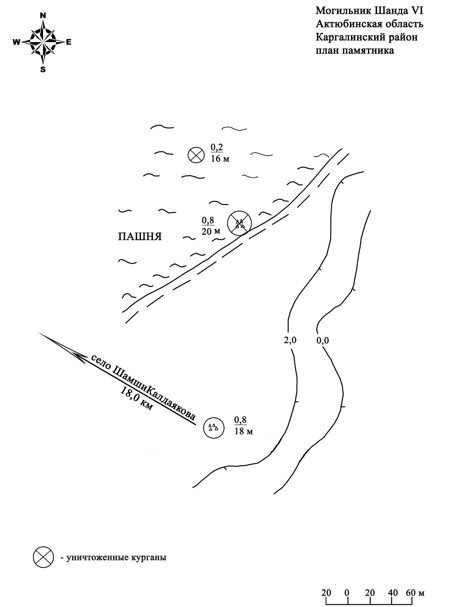 N
W E
S
Могильник Шанда VI
Актюбинская область
Каргалинский район
план памятника
0,2
16 м
0,8
20 м
ПАШНЯ
2,0 0,0
село ШамшиКалдаякова
18,0 км
0,8
18 м
- уничтоженные курганы
20 0 20 40 60 м